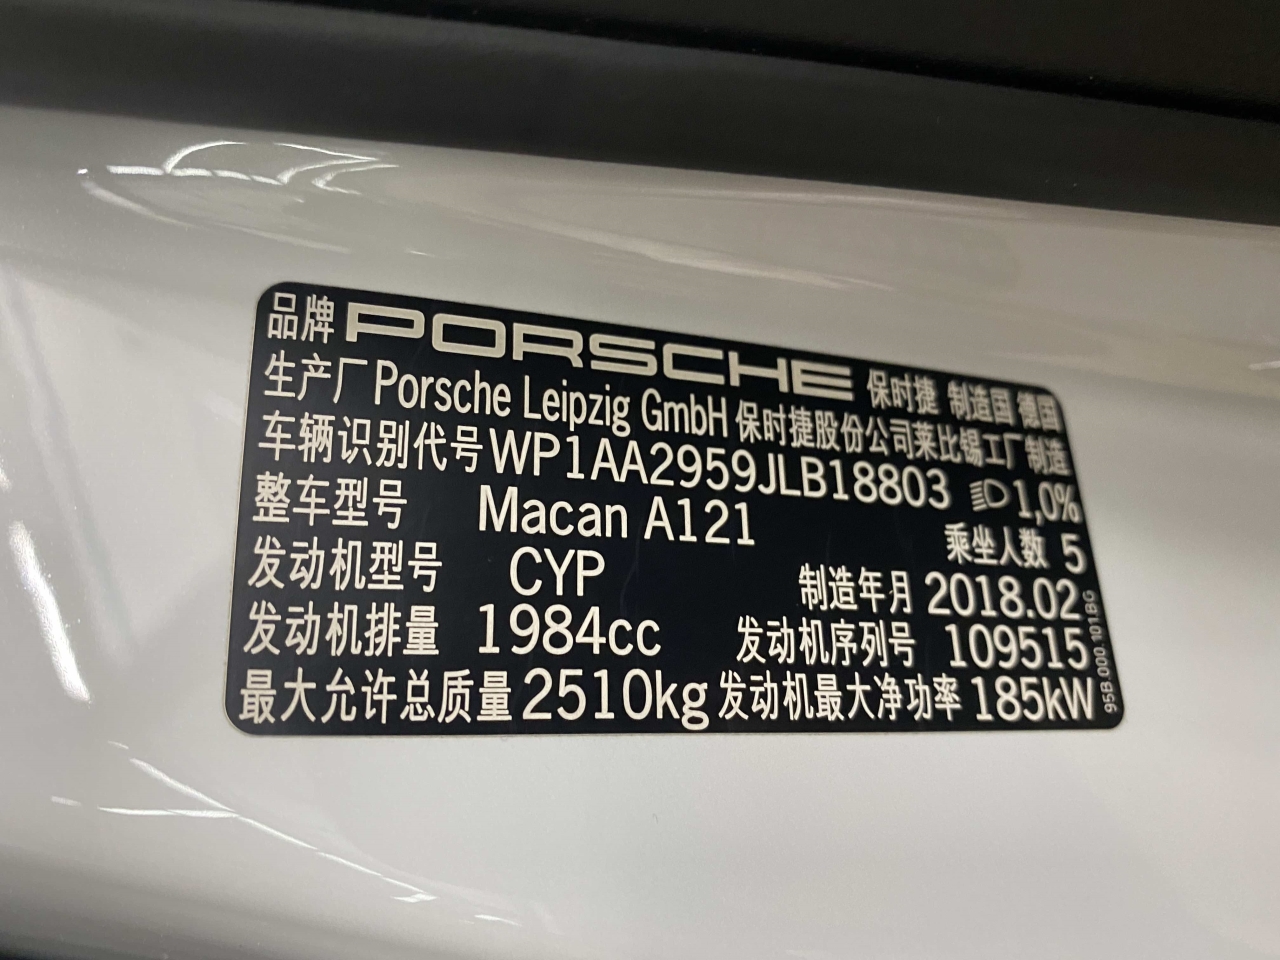 品牌 PORSCHE 保时捷 制造国 德国
生产厂 Porsche Leipzig GmbH 保时捷股份公司莱比锡工厂制造
车辆识别代号 WP1AA2959JLB18803 1,0%
整车型号 Macan A121 乘坐人数 5
发动机型号 CYP 制造年月 2018.02
发动机排量 1984cc 发动机序列号 109515
最大允许总质量 2510kg 发动机最大净功率 185kW
95B.000.101.BG